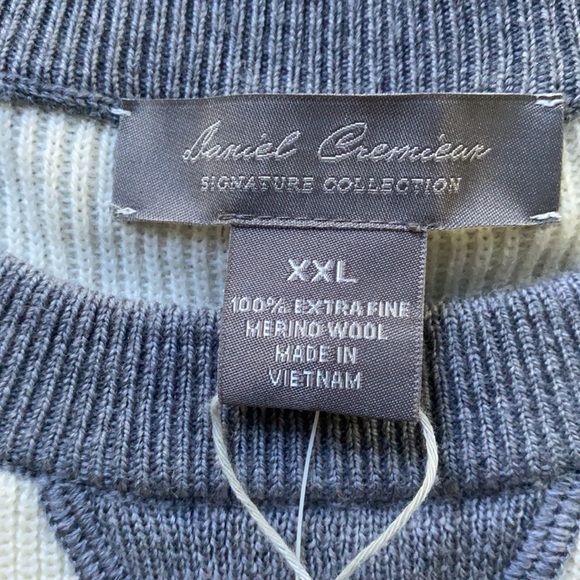 Daniel Cremieux
SIGNATURE COLLECTION
XXL
100% EXTRA FINE
MERINO WOOL
MADE IN
VIETNAM